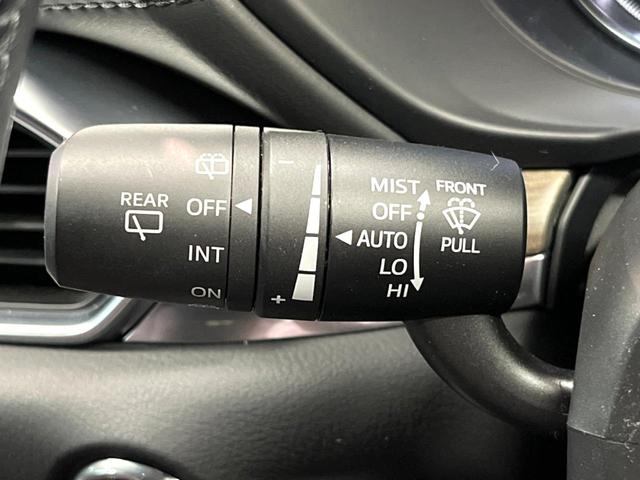 REAR
OFF
INT
ON
−
+
MIST
OFF
AUTO
LO
HI
FRONT
PULL